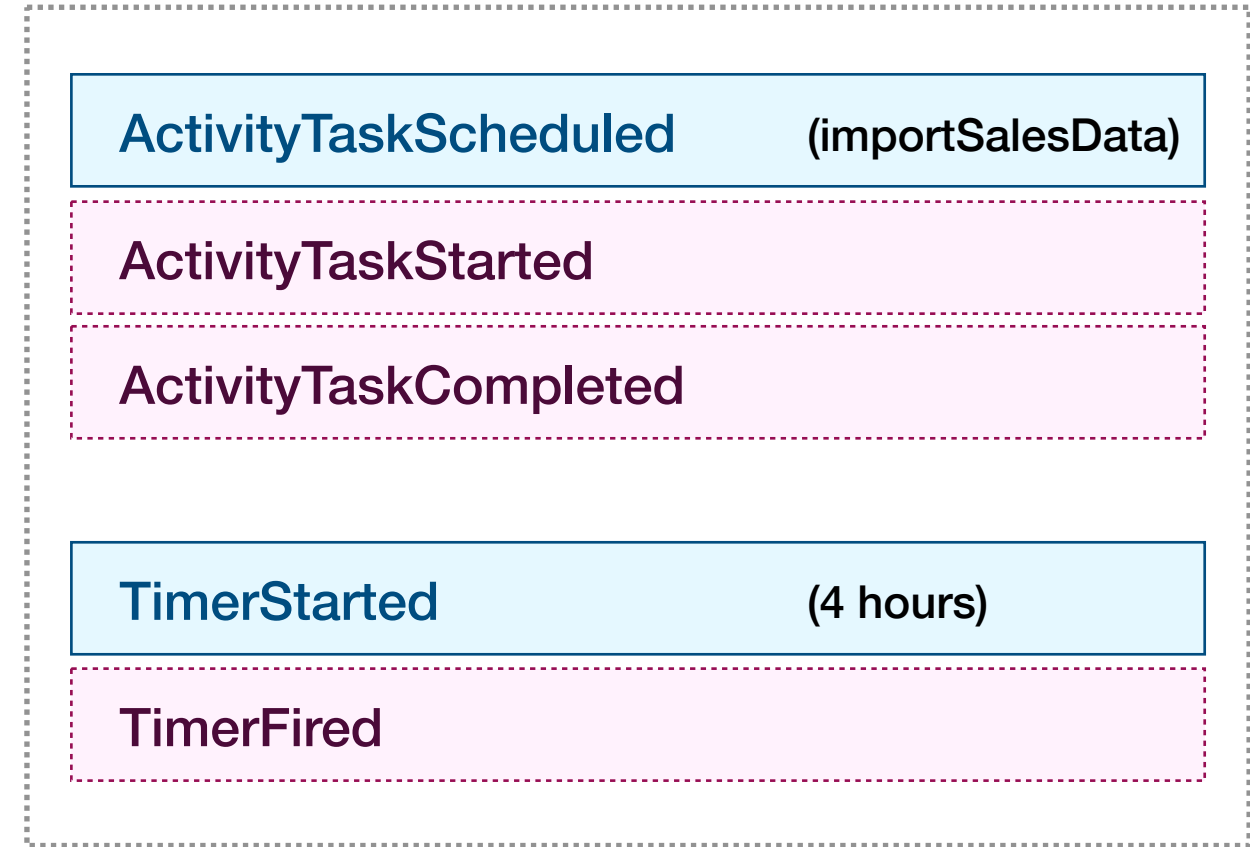 ActivityTaskScheduled (importSalesData)
ActivityTaskStarted
ActivityTaskCompleted
TimerStarted (4 hours)
TimerFired